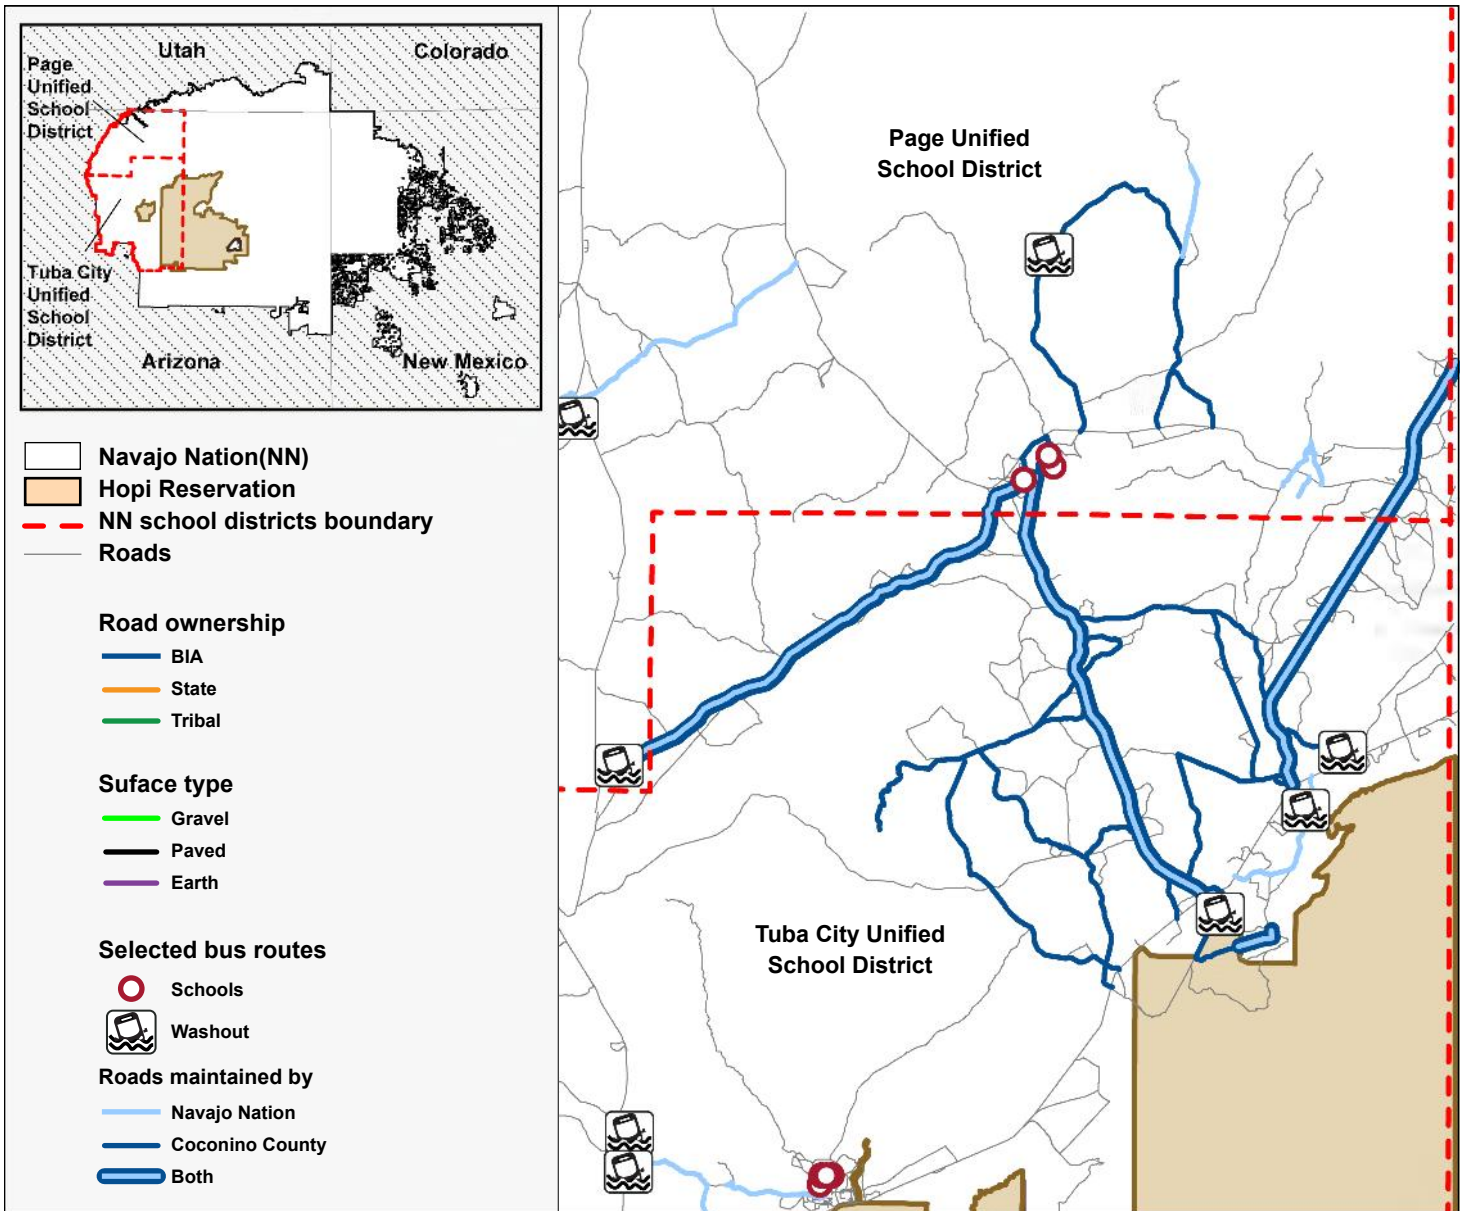 Utah
Colorado
Page
Unified
School
District
Tuba City
Unified
School
District
Arizona
New Mexico
Navajo Nation(NN)
Hopi Reservation
NN school districts boundary
Roads
Road ownership
BIA
State
Tribal
Suface type
Gravel
Paved
Earth
Selected bus routes
Schools
Washout
Roads maintained by
Navajo Nation
Coconino County
Both
Page Unified
School District
Tuba City Unified
School District